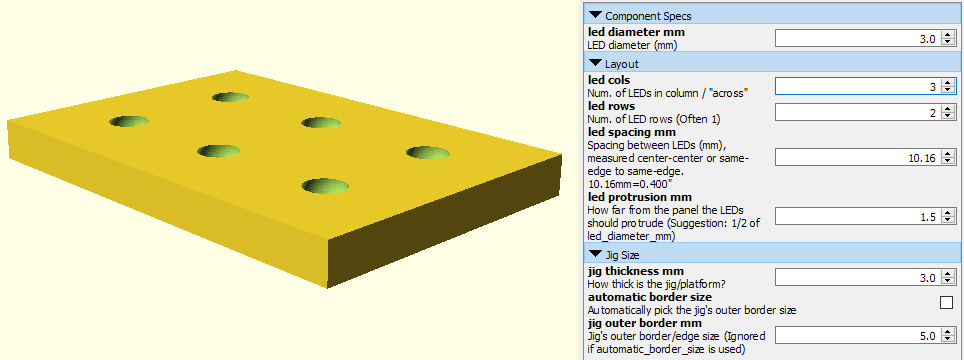 Component Specs
led diameter mm
LED diameter (mm)
3.0
Layout
led cols
Num. of LEDs in column / "across"
3
led rows
Num. of LED rows (Often 1)
2
led spacing mm
Spacing between LEDs (mm),
measured center-center or same-
edge to same-edge.
10.16mm=0.400"
10.16
led protrusion mm
How far from the panel the LEDs
should protrude (Suggestion: 1/2 of
led_diameter_mm)
1.5
Jig Size
jig thickness mm
How thick is the jig/platform?
3.0
automatic border size
Automatically pick the jig's outer border size
jig outer border mm
Jig's outer border/edge size (Ignored
if automatic_border_size is used)
5.0